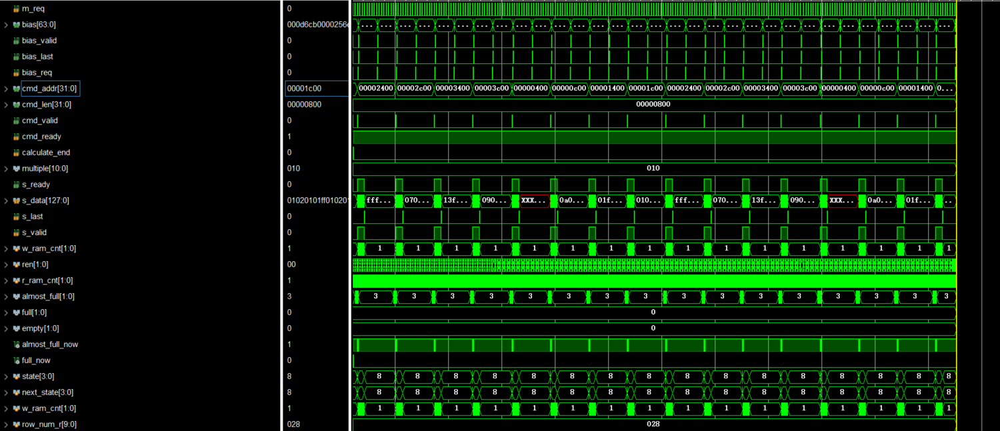 m_req 0
bias[63:0] 000d6cb0000256 ... ... ... ... ... ... ... ... ... ... ... ... ... ... ... ... ... ... ... ... ... ... ... ... ... ... ... ... ... ... ...
bias_valid 0
bias_last 0
bias_req 0
cmd_addr[31:0] 00001c00 00002400 00002c00 00003400 00003c00 00000400 00000c00 00001400 00001c00 00002400 00002c00 00003400 00003c00 00000400 00000c00 00001400 0...
cmd_len[31:0] 00000800 00000800
cmd_valid 0
cmd_ready 1
calculate_end 0
multiple[10:0] 010 010
s_ready 0
s_data[127:0] 01020101ff010201 fff... 070... 13f... 090... XXX... 0a0... 01f... 010... fff... 070... 13f... 090... XXX... 0a0... 01f... ..
s_last 0
s_valid 0
w_ram_cnt[1:0] 1 1 1 1 1 1 1 1 1 1 1 1 1 1 1 1 1
ren[1:0] 00
r_ram_cnt[1:0] 1
almost_full[1:0] 3 3 3 3 3 3 3 3 3 3 3 3 3 3 3 3 3
full[1:0] 0 0
empty[1:0] 0 0
almost_full_now 1
full_now 0
state[3:0] 8 8 8 8 8 8 8 8 8 8 8 8 8 8 8 8 8
next_state[3:0] 8 8 8 8 8 8 8 8 8 8 8 8 8 8 8 8 8
w_ram_cnt[1:0] 1 1 1 1 1 1 1 1 1 1 1 1 1 1 1 1 1
row_num_r[9:0] 028 028